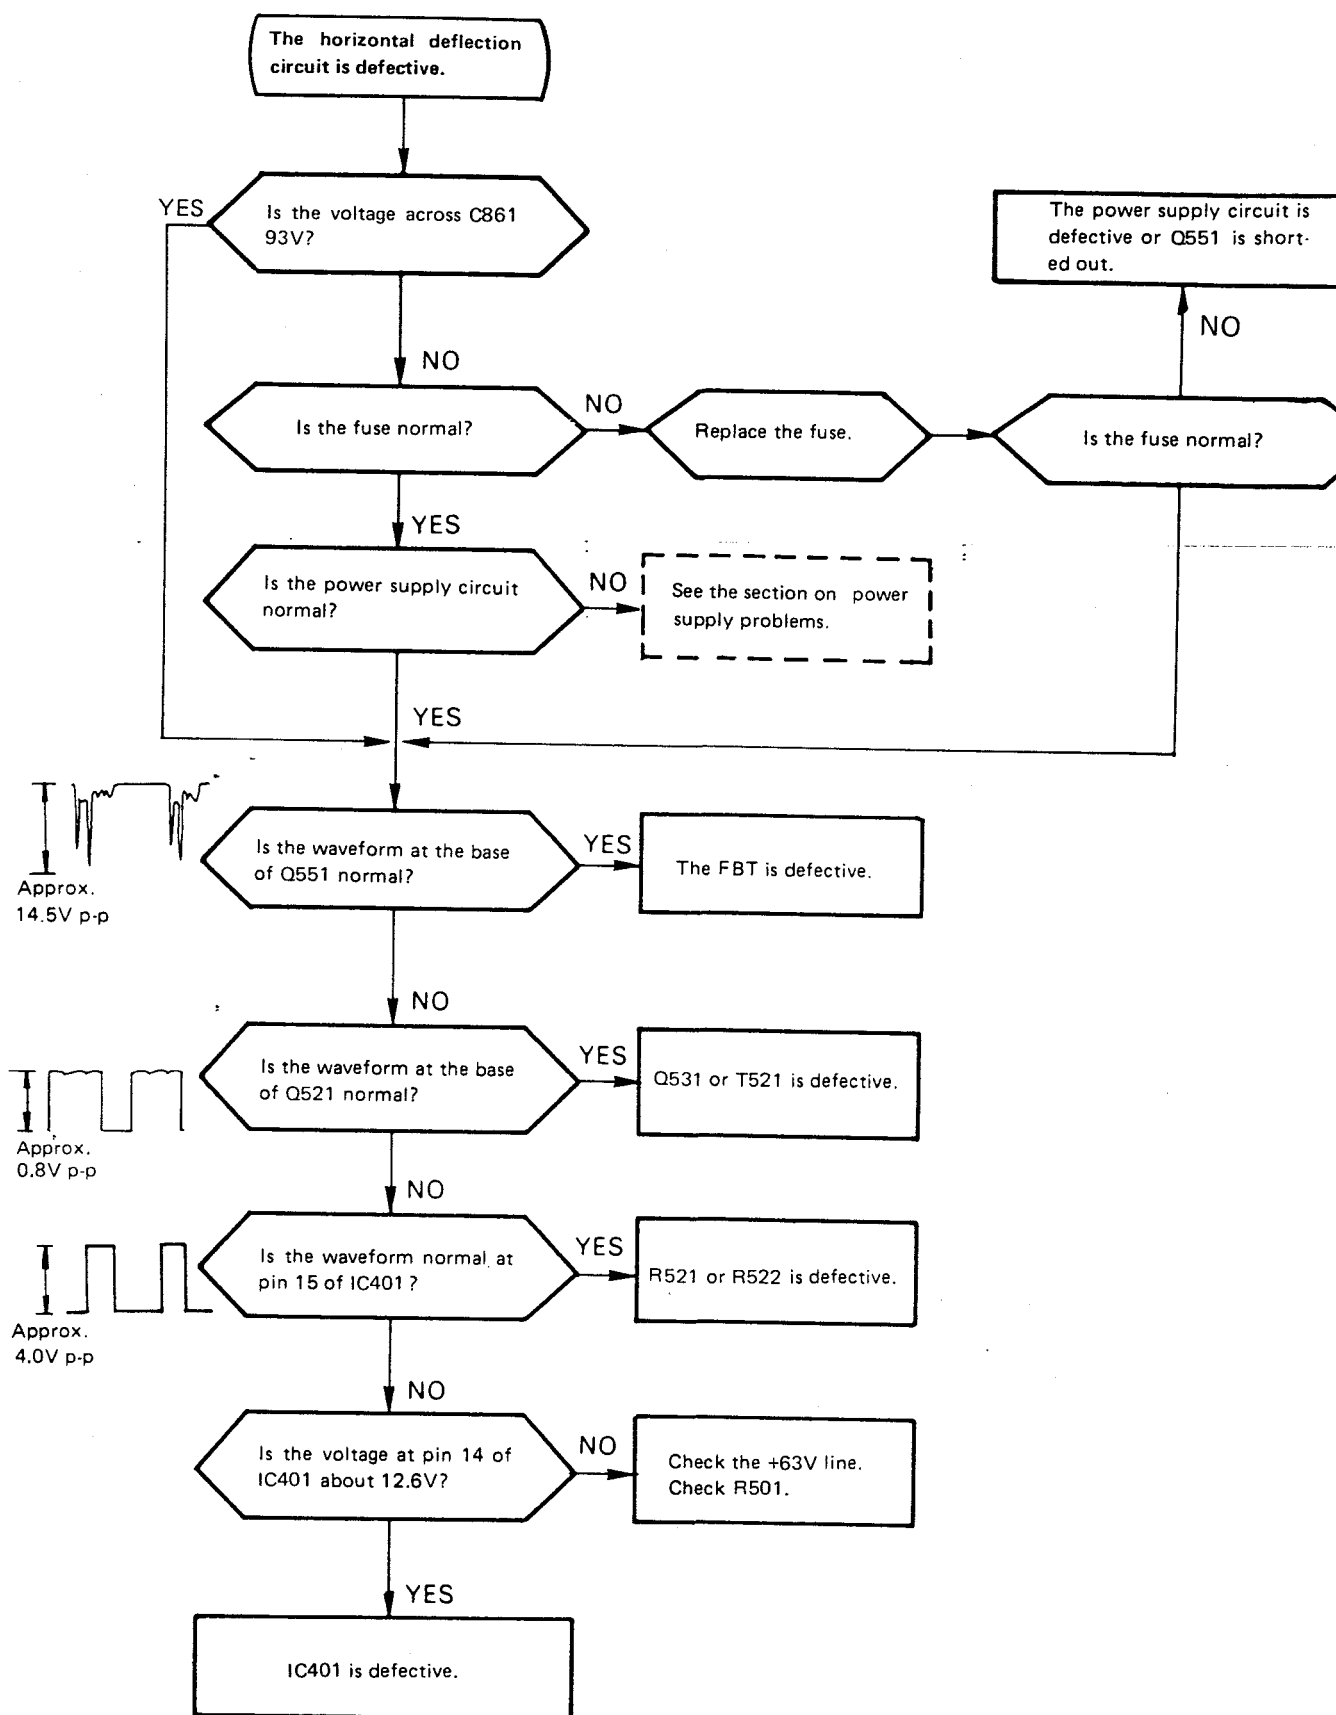 The horizontal deflection
circuit is defective.
YES
Is the voltage across C861
93V?
The power supply circuit is
defective or Q551 is short-
ed out.
NO
NO
Is the fuse normal?
NO
Replace the fuse.
Is the fuse normal?
YES
Is the power supply circuit
normal?
NO
See the section on power
supply problems.
YES
Approx.
14.5V p-p
Is the waveform at the base
of Q551 normal?
YES
The FBT is defective.
NO
Approx.
0.8V p-p
Is the waveform at the base
of Q521 normal?
YES
Q531 or T521 is defective.
NO
Approx.
4.0V p-p
Is the waveform normal at
pin 15 of IC401?
YES
R521 or R522 is defective.
NO
Is the voltage at pin 14 of
IC401 about 12.6V?
NO
Check the +63V line.
Check R501.
YES
IC401 is defective.